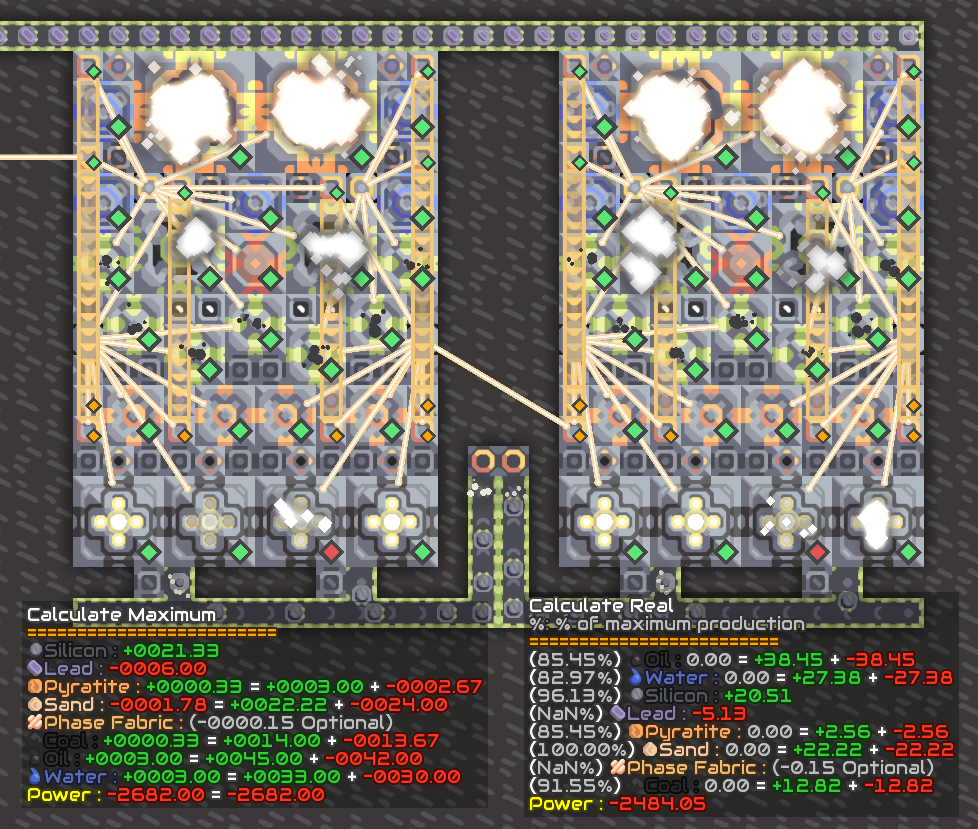 Calculate Maximum
=========================
Silicon : +0021.33
Lead : -0006.00
Pyratite : +0000.33 = +0003.00 + -0002.67
Sand : -0001.78 = +0022.22 + -0024.00
Phase Fabric : (-0000.15 Optional)
Coal : +0000.33 = +0014.00 + -0013.67
Oil : +0003.00 = +0045.00 + -0042.00
Water : +0003.00 = +0033.00 + -0030.00
Power : -2682.00 = -2682.00
Calculate Real
%: % of maximum production
=========================
(85.45%) Oil : 0.00 = +38.45 + -38.45
(82.97%) Water : 0.00 = +27.38 + -27.38
(96.13%) Silicon : +20.51
(NaN%) Lead : -5.13
(85.45%) Pyratite : 0.00 = +2.56 + -2.56
(100.00%) Sand : 0.00 = +22.22 + -22.22
(NaN%) Phase Fabric : (-0.15 Optional)
(91.55%) Coal : 0.00 = +12.82 + -12.82
Power : -2484.05